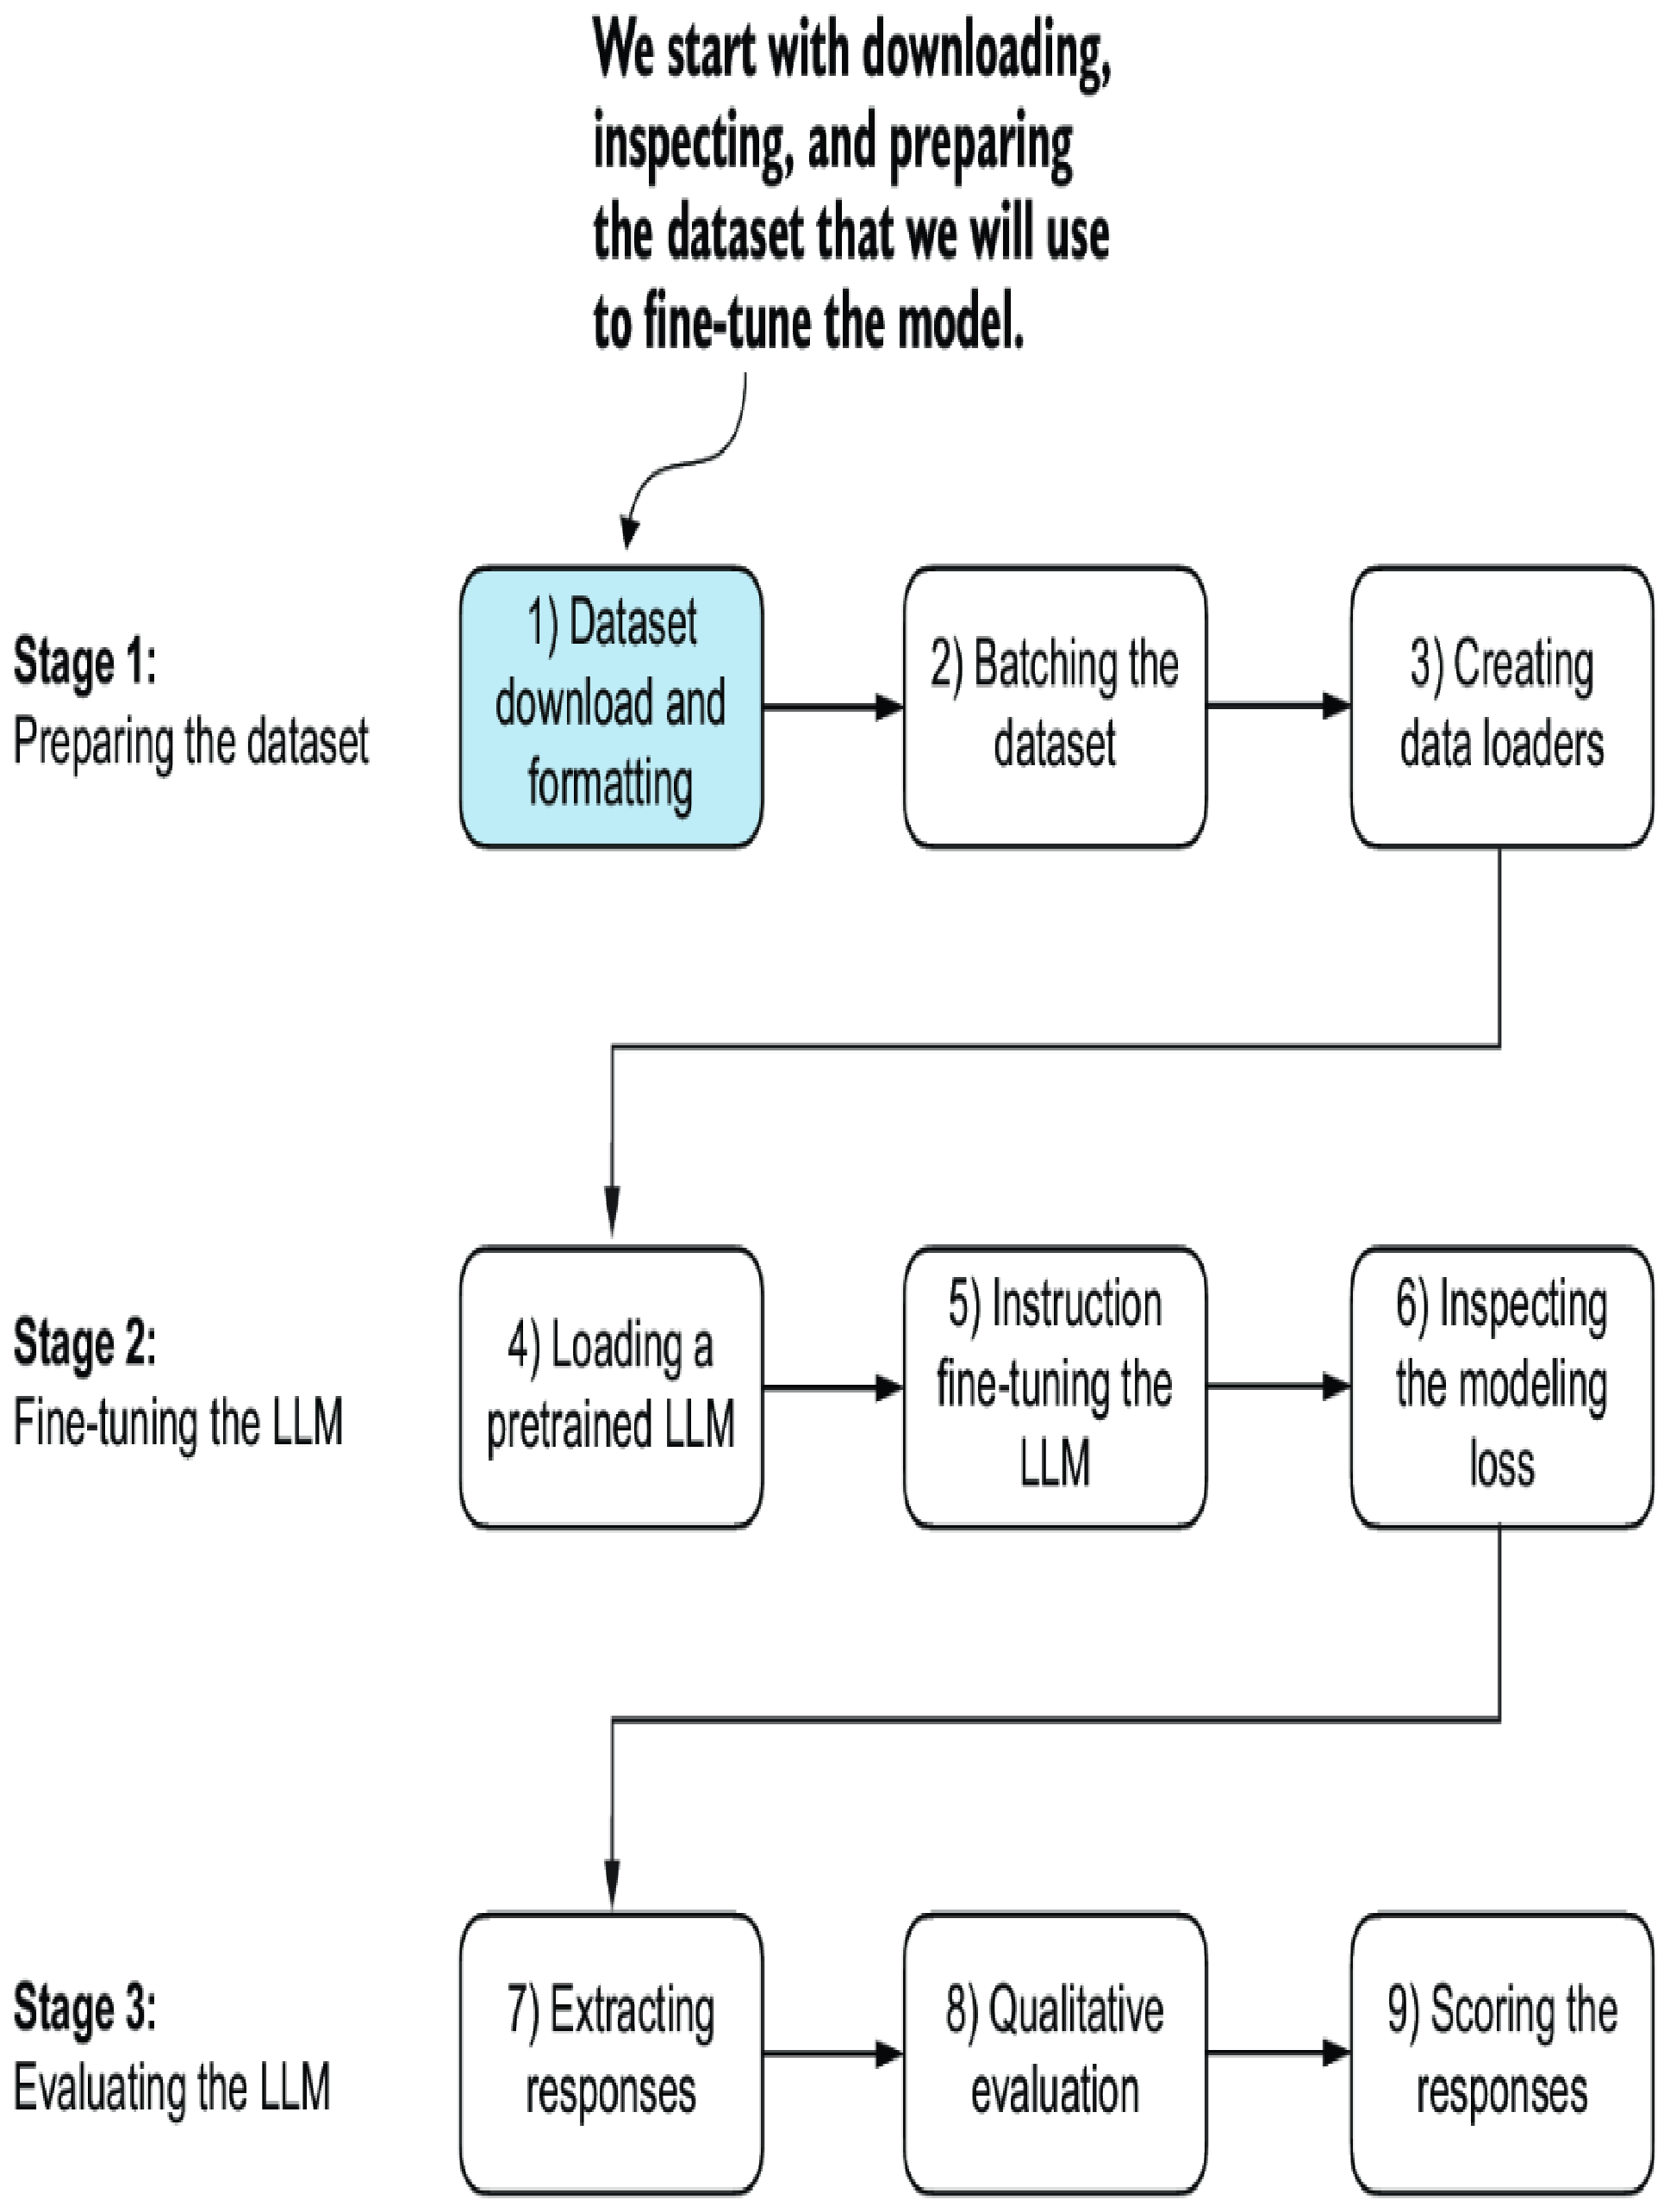 We start with downloading,
inspecting, and preparing
the dataset that we will use
to fine-tune the model.
Stage 1:
Preparing the dataset
1) Dataset
download and
formatting
2) Batching the
dataset
3) Creating
data loaders
Stage 2:
Fine-tuning the LLM
4) Loading a
pretrained LLM
5) Instruction
fine-tuning the
LLM
6) Inspecting
the modeling
loss
Stage 3:
Evaluating the LLM
7) Extracting
responses
8) Qualitative
evaluation
9) Scoring the
responses